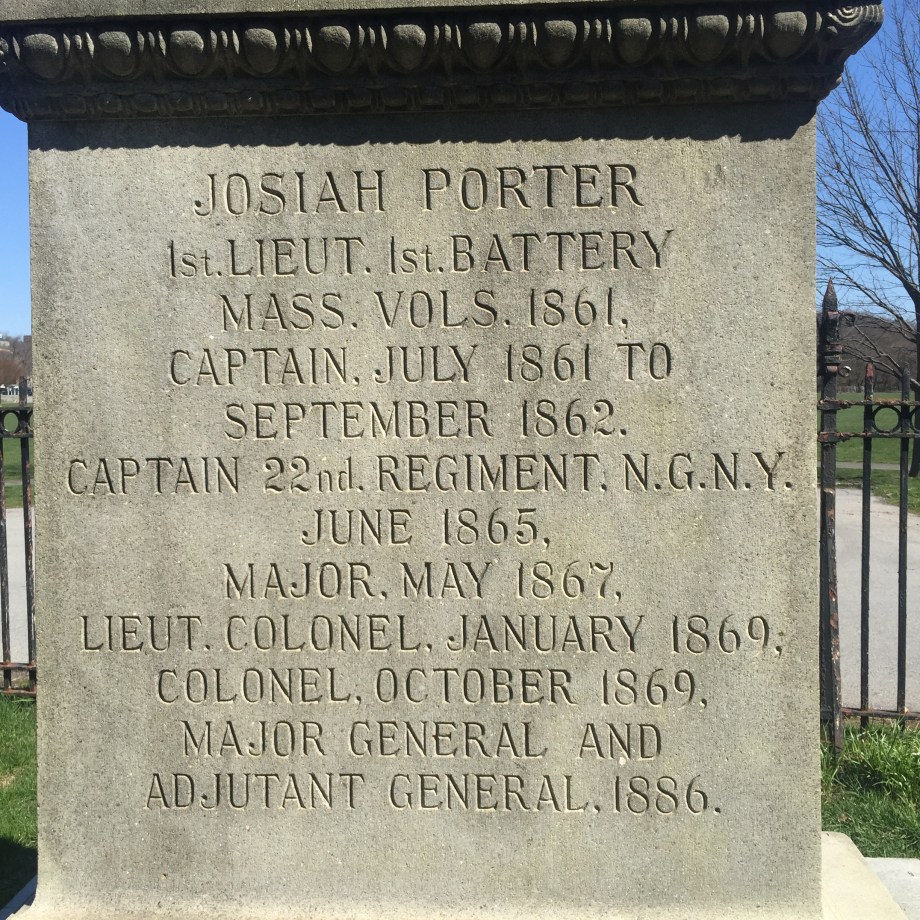 JOSIAH PORTER
1st. LIEUT. 1st. BATTERY
MASS. VOLS. 1861,
CAPTAIN, JULY 1861 TO
SEPTEMBER 1862.
CAPTAIN 22nd. REGIMENT, N.G.N.Y.
JUNE 1865,
MAJOR, MAY 1867,
LIEUT. COLONEL, JANUARY 1869,
COLONEL, OCTOBER 1869,
MAJOR GENERAL AND
ADJUTANT GENERAL, 1886.